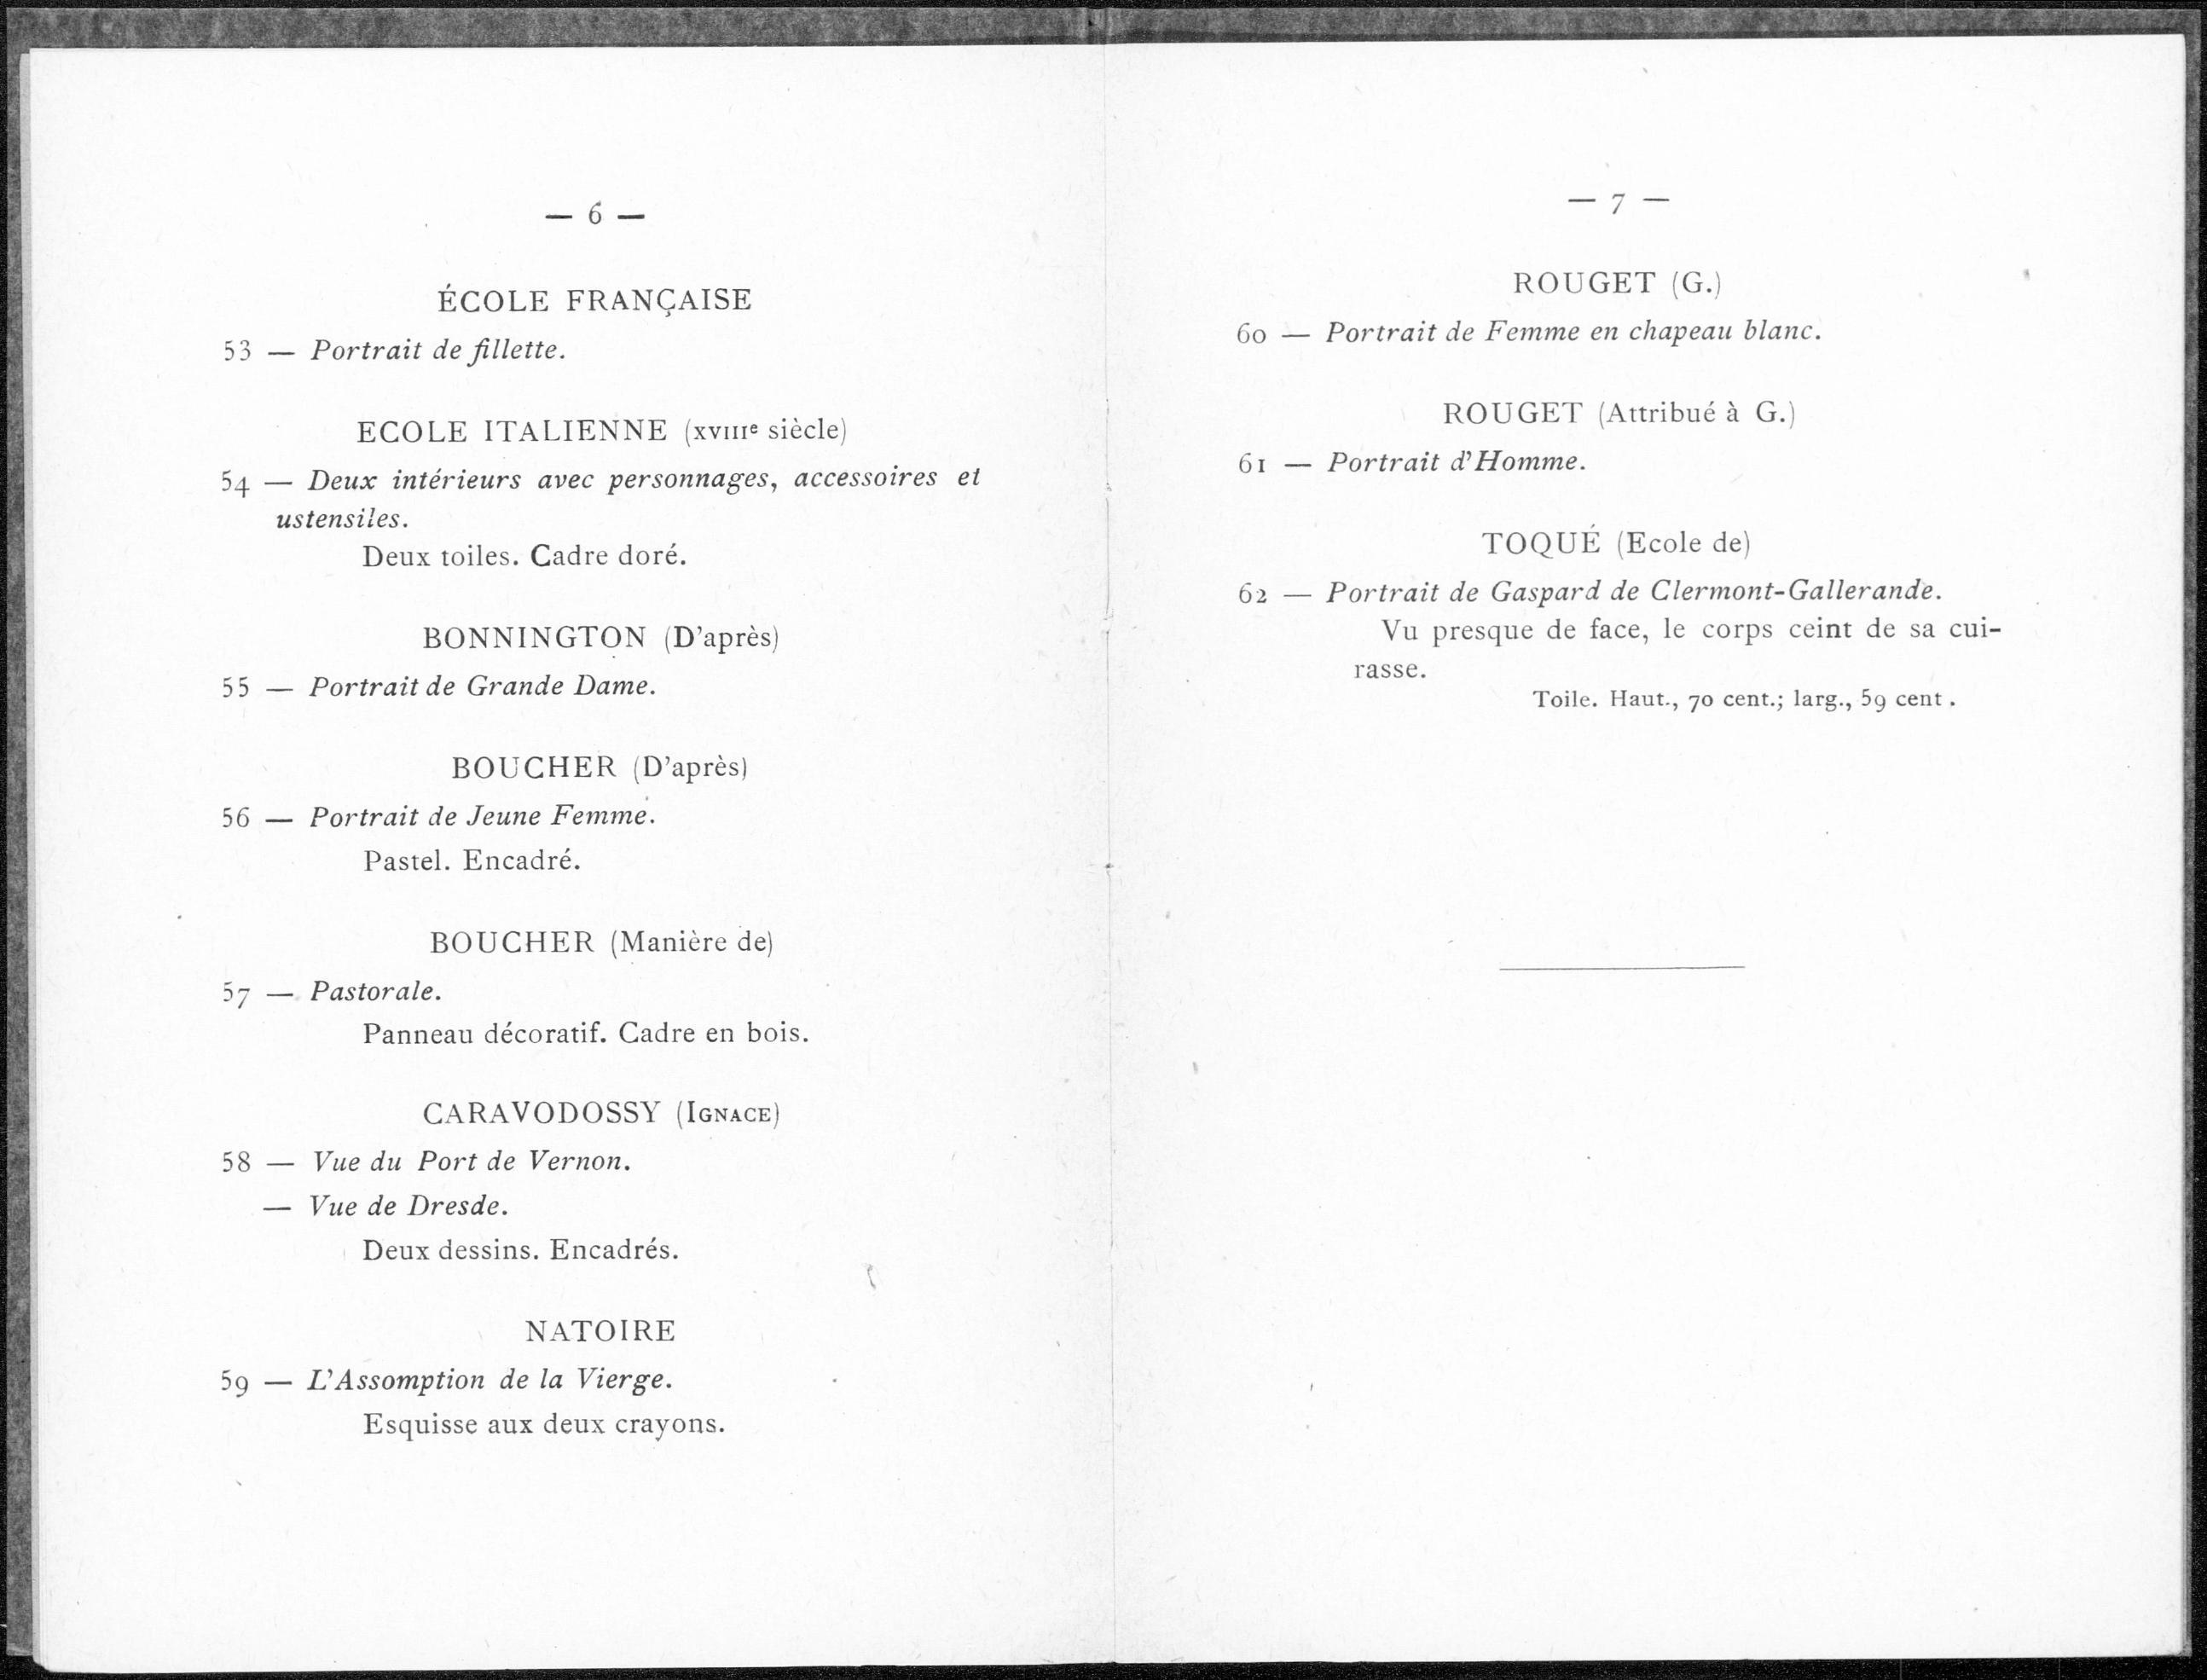 — 6 —
ÉCOLE FRANÇAISE
53 — Portrait de fillette.
ECOLE ITALIENNE (XVIIIe siècle)
54 — Deux intérieurs avec personnages, accessoires et
ustensiles.
Deux toiles. Cadre doré.
BONNINGTON (D'après)
55 — Portrait de Grande Dame.
BOUCHER (D'après)
56 — Portrait de Jeune Femme.
Pastel. Encadré.
BOUCHER (Manière de)
57 — Pastorale.
Panneau décoratif. Cadre en bois.
CARAVODOSSY (IGNACE)
58 — Vue du Port de Vernon.
— Vue de Dresde.
Deux dessins. Encadrés.
NATOIRE
59 — L'Assomption de la Vierge.
Esquisse aux deux crayons.
— 7 —
ROUGET (G.)
60 — Portrait de Femme en chapeau blanc.
ROUGET (Attribué à G.)
61 — Portrait d'Homme.
TOQUÉ (Ecole de)
62 — Portrait de Gaspard de Clermont-Gallerande.
Vu presque de face, le corps ceint de sa cui-
rasse.
Toile. Haut., 70 cent.; larg., 59 cent.